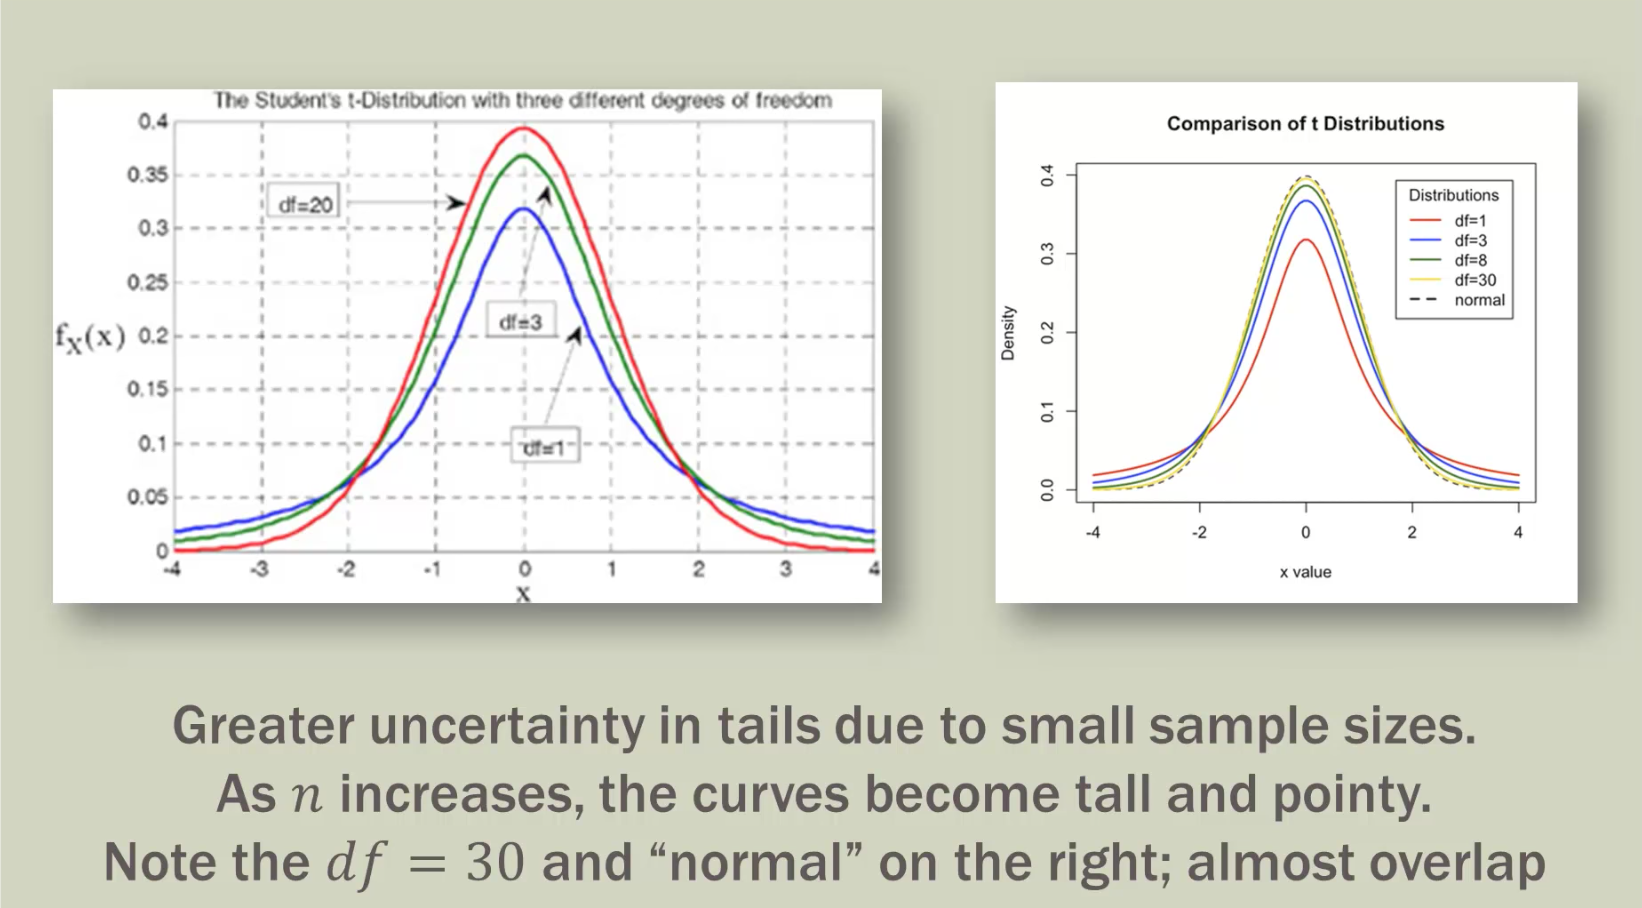 The Student's t-Distribution with three different degrees of freedom
0.4
0.35
0.3
0.25
0.2
0.15
0.1
0.05
0
fX(x)
df=20
df=3
df=1
-4 -3 -2 -1 0 1 2 3 4
x
Comparison of t Distributions
Density
0.4
0.3
0.2
0.1
0.0
Distributions
df=1
df=3
df=8
df=30
normal
-4 -2 0 2 4
x value
Greater uncertainty in tails due to small sample sizes.
As n increases, the curves become tall and pointy.
Note the df = 30 and “normal” on the right; almost overlap